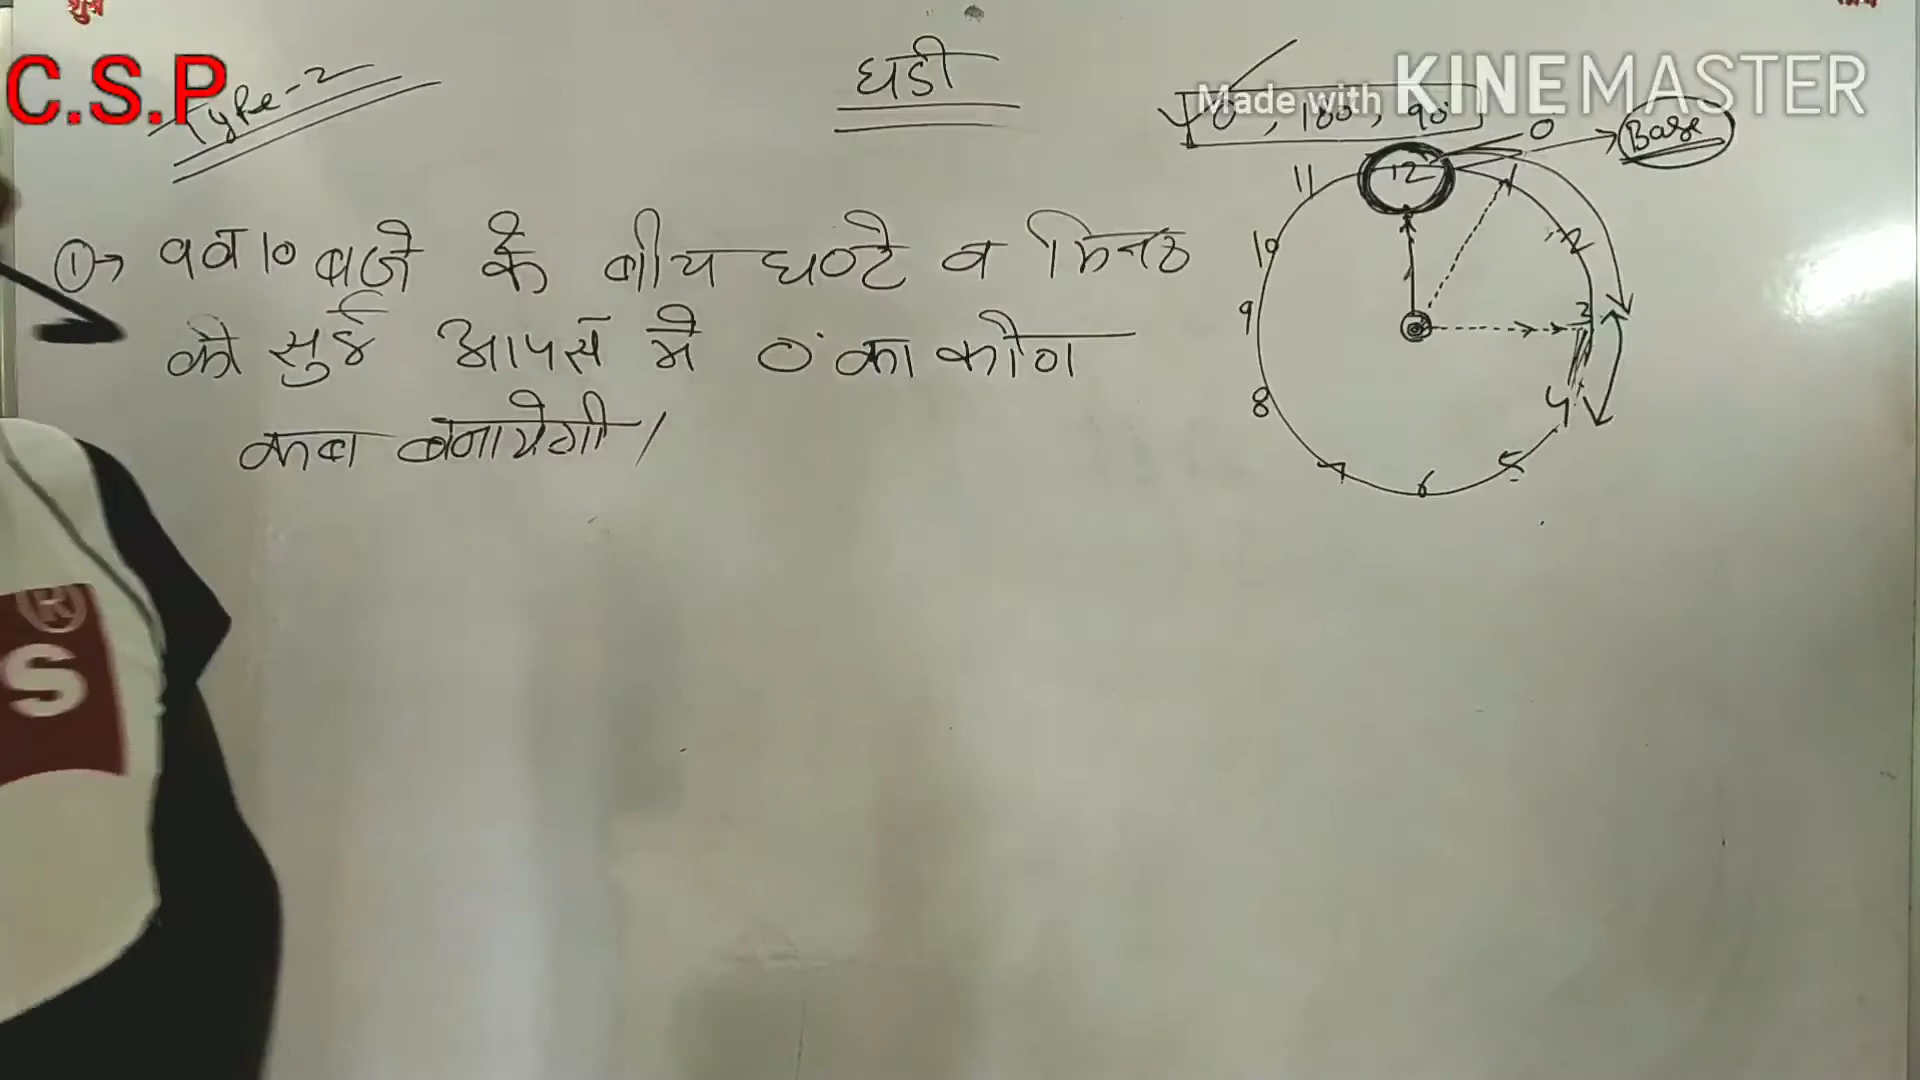 शुभ
लाभ
C.S.P
Type-2
घडी
Made with KINEMASTER
0°, 180°, 90°
0
Base
① → 9 व 10 बजे के बीच घण्टे व मिनट
की सुई आपस मे 0° का कोण
कब बनायेगी /
12
11
1
10
2
9
3
8
4
7
6
5
®
S